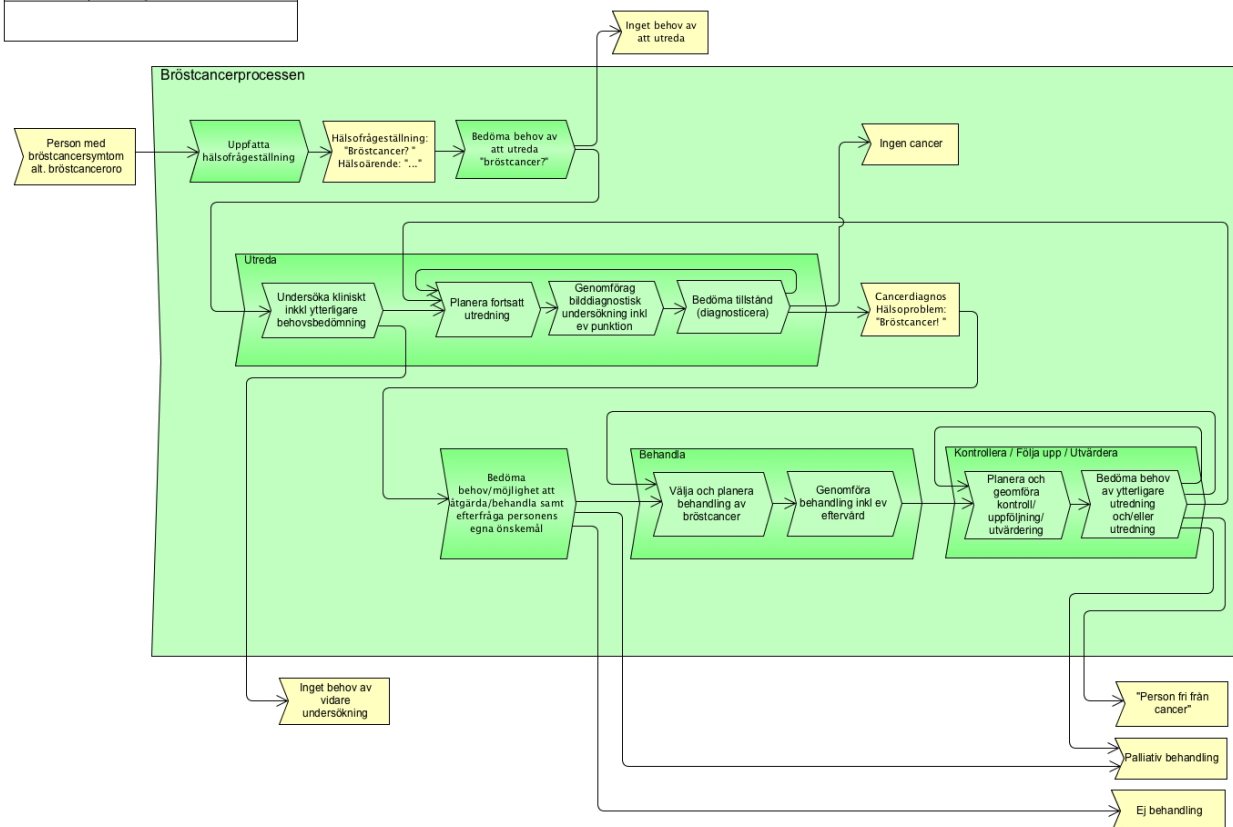 Inget behov av
att utreda
Bröstcancerprocessen
Person med
bröstcancersymtom
alt. bröstcanceroro
Uppfatta
hälsofrågeställning
Hälsofrågeställning:
"Bröstcancer? "
Hälsoärende: "..."
Bedöma behov av
att utreda
"bröstcancer?"
Ingen cancer
Utreda
Undersöka kliniskt
inkkl ytterligare
behovsbedömning
Planera fortsatt
utredning
Genomförag
bilddiagnostisk
undersökning inkl
ev punktion
Bedöma tillstånd
(diagnosticera)
Cancerdiagnos
Hälsoproblem:
"Bröstcancer! "
Bedöma
behov/möjlighet att
åtgärda/behandla samt
efterfråga personens
egna önskemål
Behandla
Välja och planera
behandling av
bröstcancer
Genomföra
behandling inkl ev
eftervård
Kontrollera / Följa upp / Utvärdera
Planera och
geomföra
kontroll/
uppföljning/
utvärdering
Bedöma behov
av ytterligare
utredning
och/eller
utredning
Inget behov av
vidare
undersökning
"Person fri från
cancer"
Palliativ behandling
Ej behandling